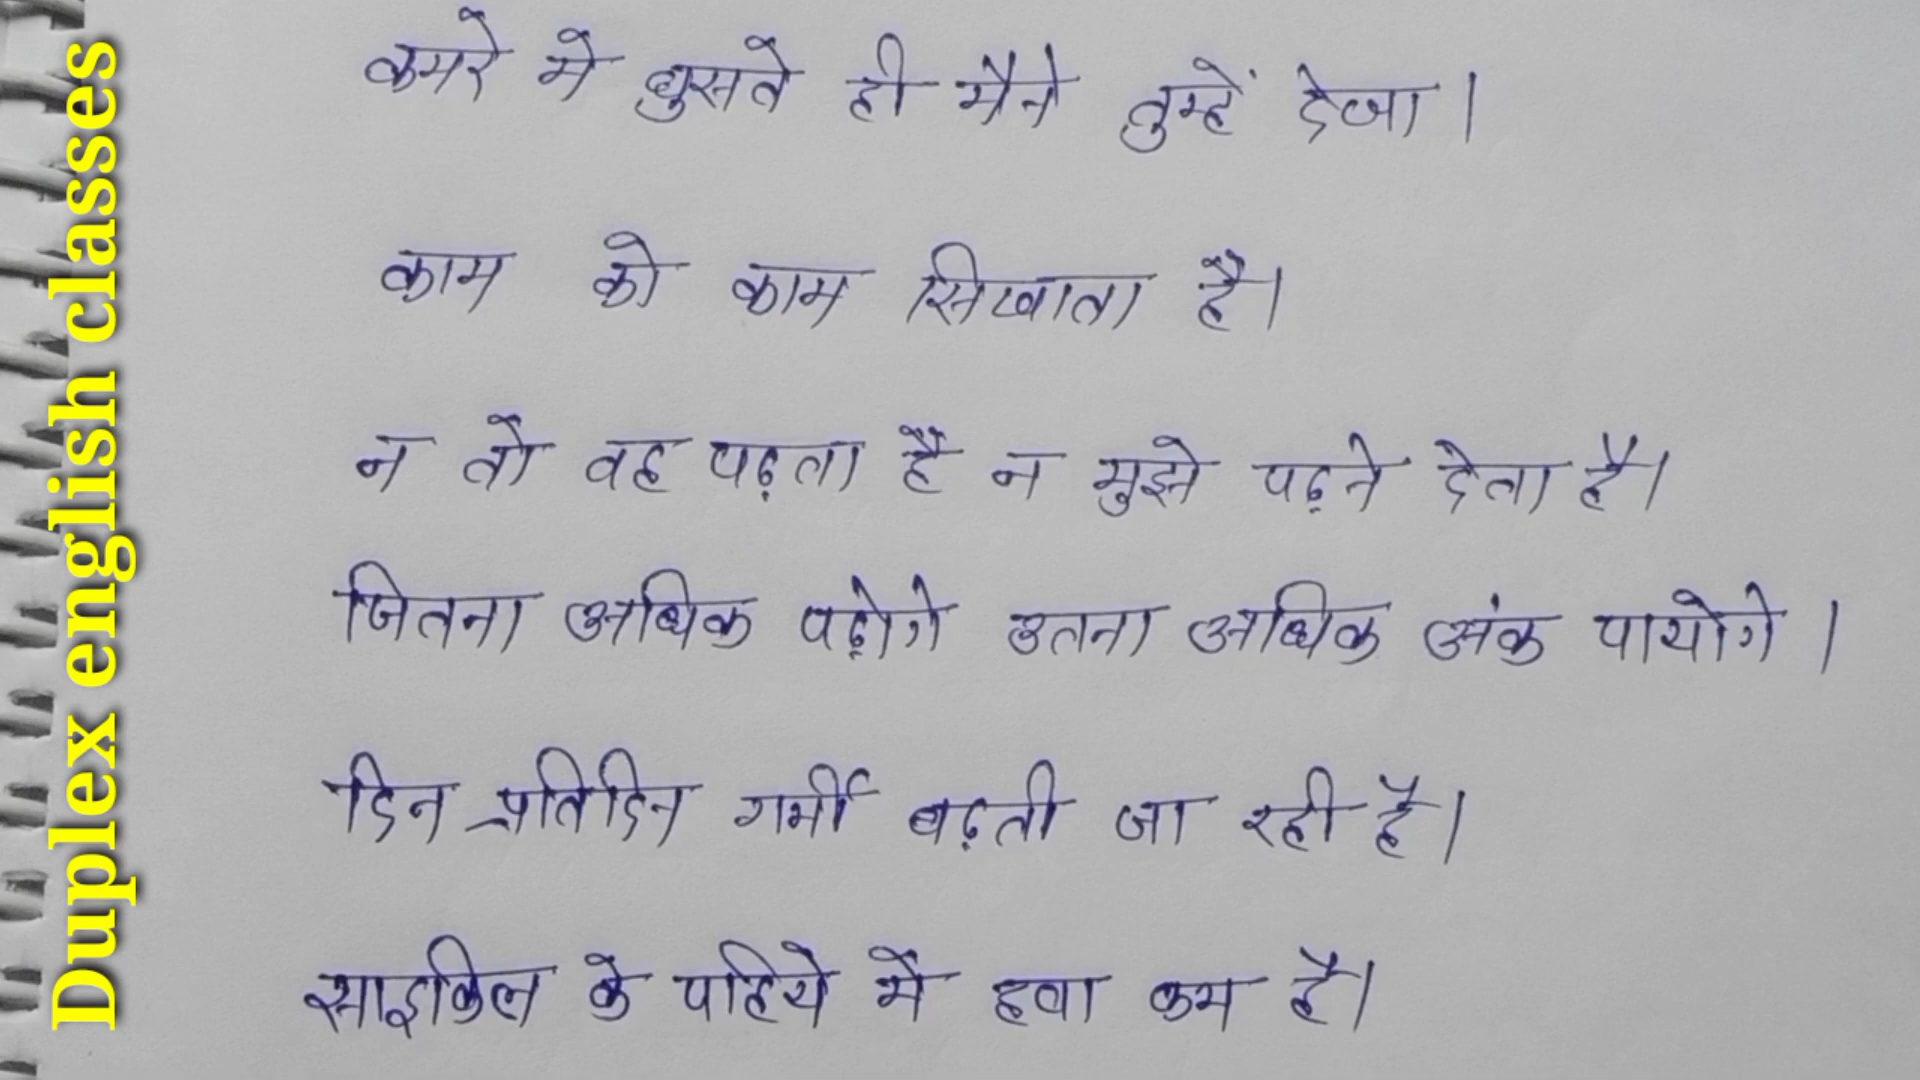 Duplex english classes
कमरे मे घुसते ही मैने तुम्हें देखा।
काम को काम सिखाता है।
न तो वह पढ़ता है न मुझे पढ़ने देता है।
जितना अधिक पढ़ोगे उतना अधिक अंक पायोगे।
दिन प्रतिदिन गर्मी बढ़ती जा रही है।
साइकिल के पहिये मे हवा कम है।